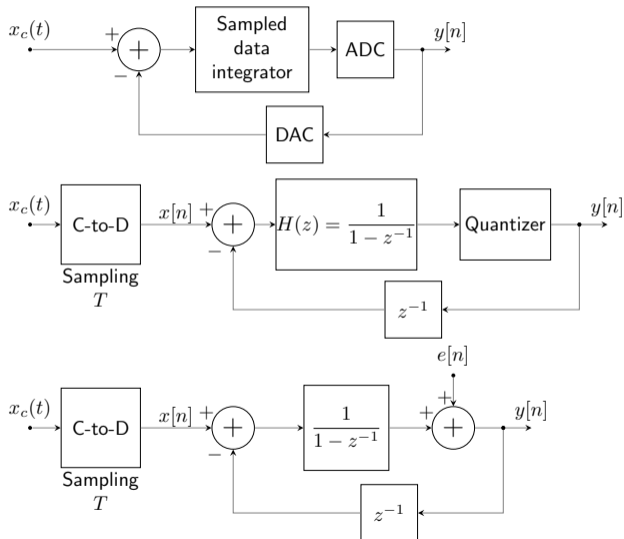 x_c(t)
+
+
−
Sampled
data
integrator
ADC
y[n]
DAC
x_c(t)
C-to-D
Sampling
T
x[n]
+
+
−
H(z) = 1 / (1 − z^{−1})
Quantizer
y[n]
z^{−1}
e[n]
x_c(t)
C-to-D
Sampling
T
x[n]
+
+
−
1 / (1 − z^{−1})
+
+
+
y[n]
z^{−1}